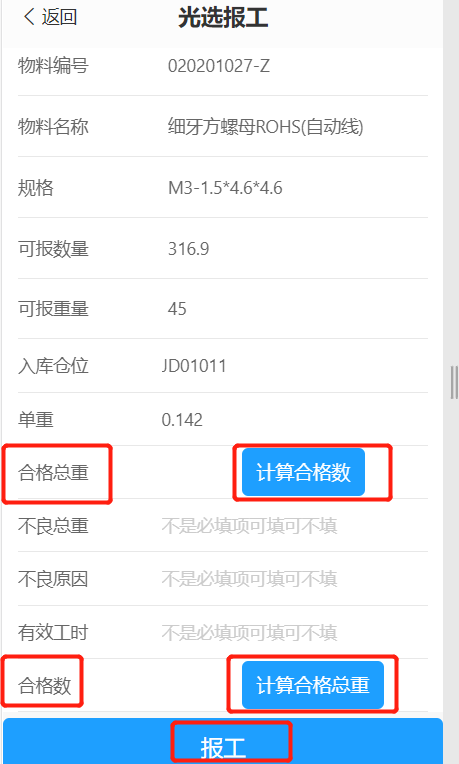 返回 光选报工
物料编号 020201027-Z
物料名称 细牙方螺母ROHS(自动线)
规格 M3-1.5*4.6*4.6
可报数量 316.9
可报重量 45
入库仓位 JD01011
单重 0.142
合格总重 计算合格数
不良总重 不是必填项可填可不填
不良原因 不是必填项可填可不填
有效工时 不是必填项可填可不填
合格数 计算合格总重
报工